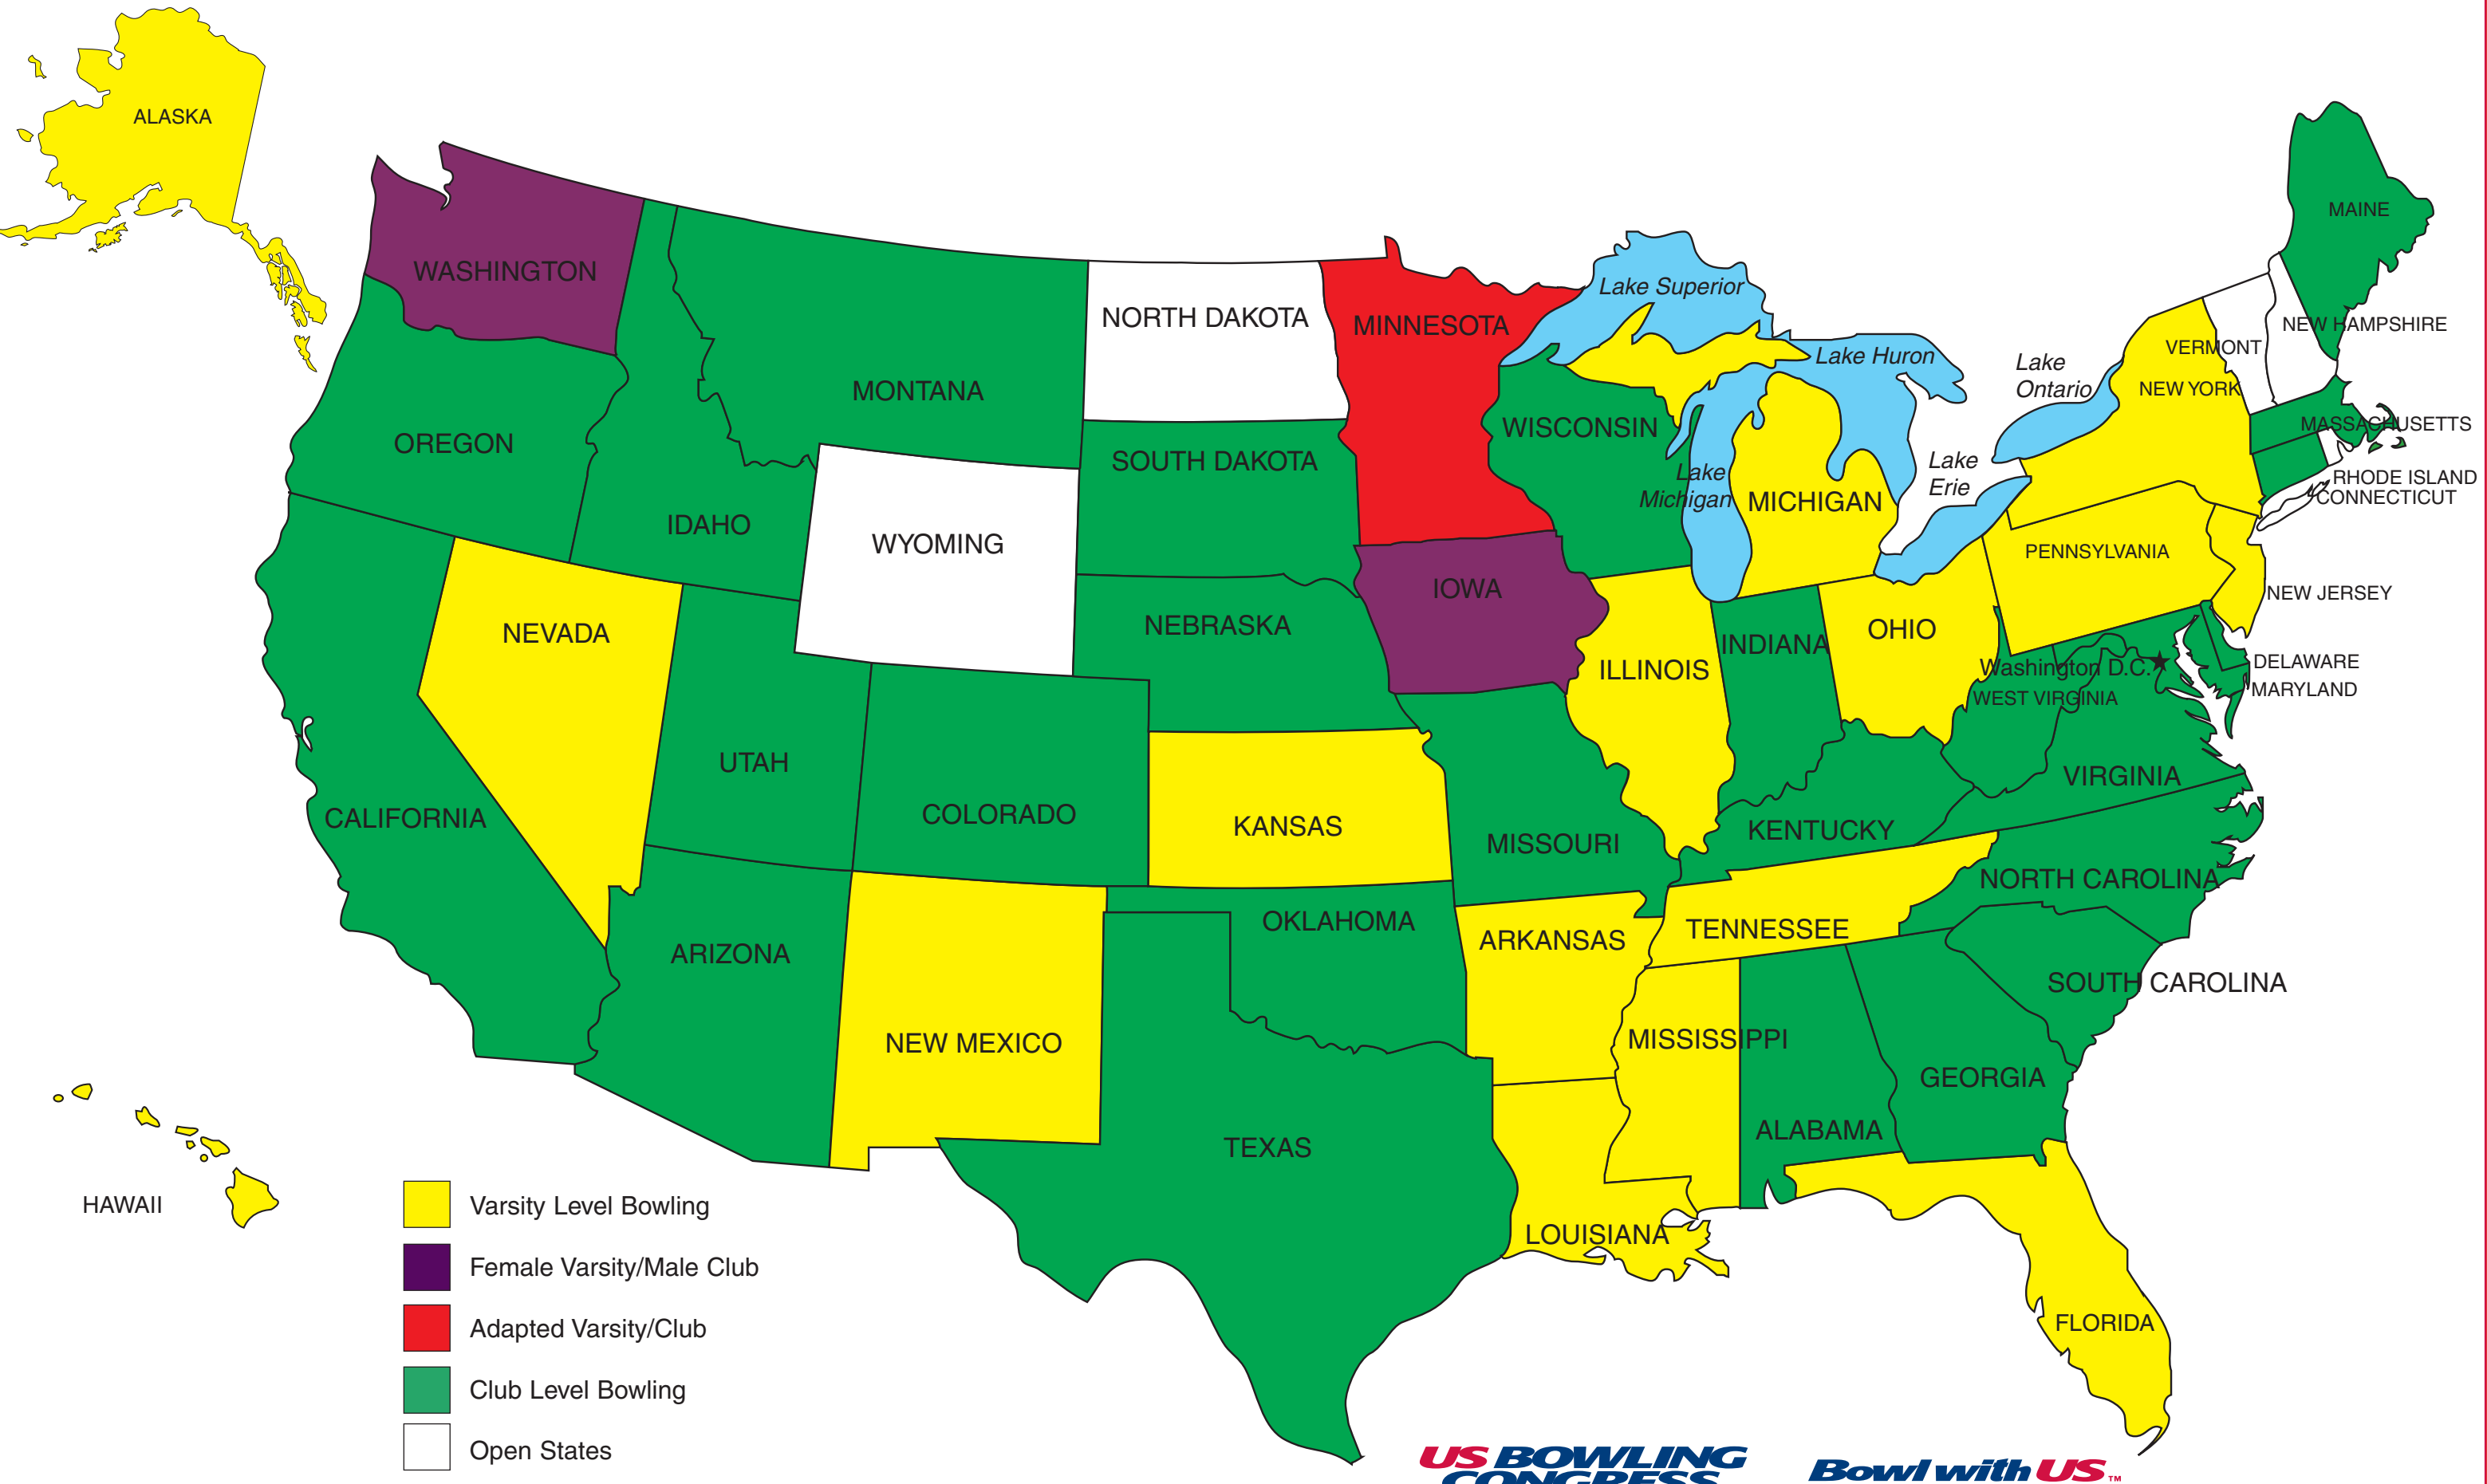 ALASKA
WASHINGTON
MAINE
NORTH DAKOTA
MINNESOTA
Lake Superior
NEW HAMPSHIRE
VERMONT
Lake Huron
Lake
Ontario
MONTANA
NEW YORK
OREGON
WISCONSIN
MASSACHUSETTS
SOUTH DAKOTA
Lake
Michigan
Lake
Erie
RHODE ISLAND
CONNECTICUT
MICHIGAN
IDAHO
WYOMING
PENNSYLVANIA
IOWA
NEW JERSEY
NEVADA
NEBRASKA
OHIO
INDIANA
ILLINOIS
Washington D.C.
DELAWARE
MARYLAND
WEST VIRGINIA
UTAH
VIRGINIA
CALIFORNIA
COLORADO
KANSAS
KENTUCKY
MISSOURI
NORTH CAROLINA
OKLAHOMA
TENNESSEE
ARKANSAS
ARIZONA
SOUTH CAROLINA
NEW MEXICO
MISSISSIPPI
GEORGIA
ALABAMA
TEXAS
HAWAII
LOUISIANA
FLORIDA
Varsity Level Bowling
Female Varsity/Male Club
Adapted Varsity/Club
Club Level Bowling
Open States
US BOWLING
CONGRESS
Bowl with US™